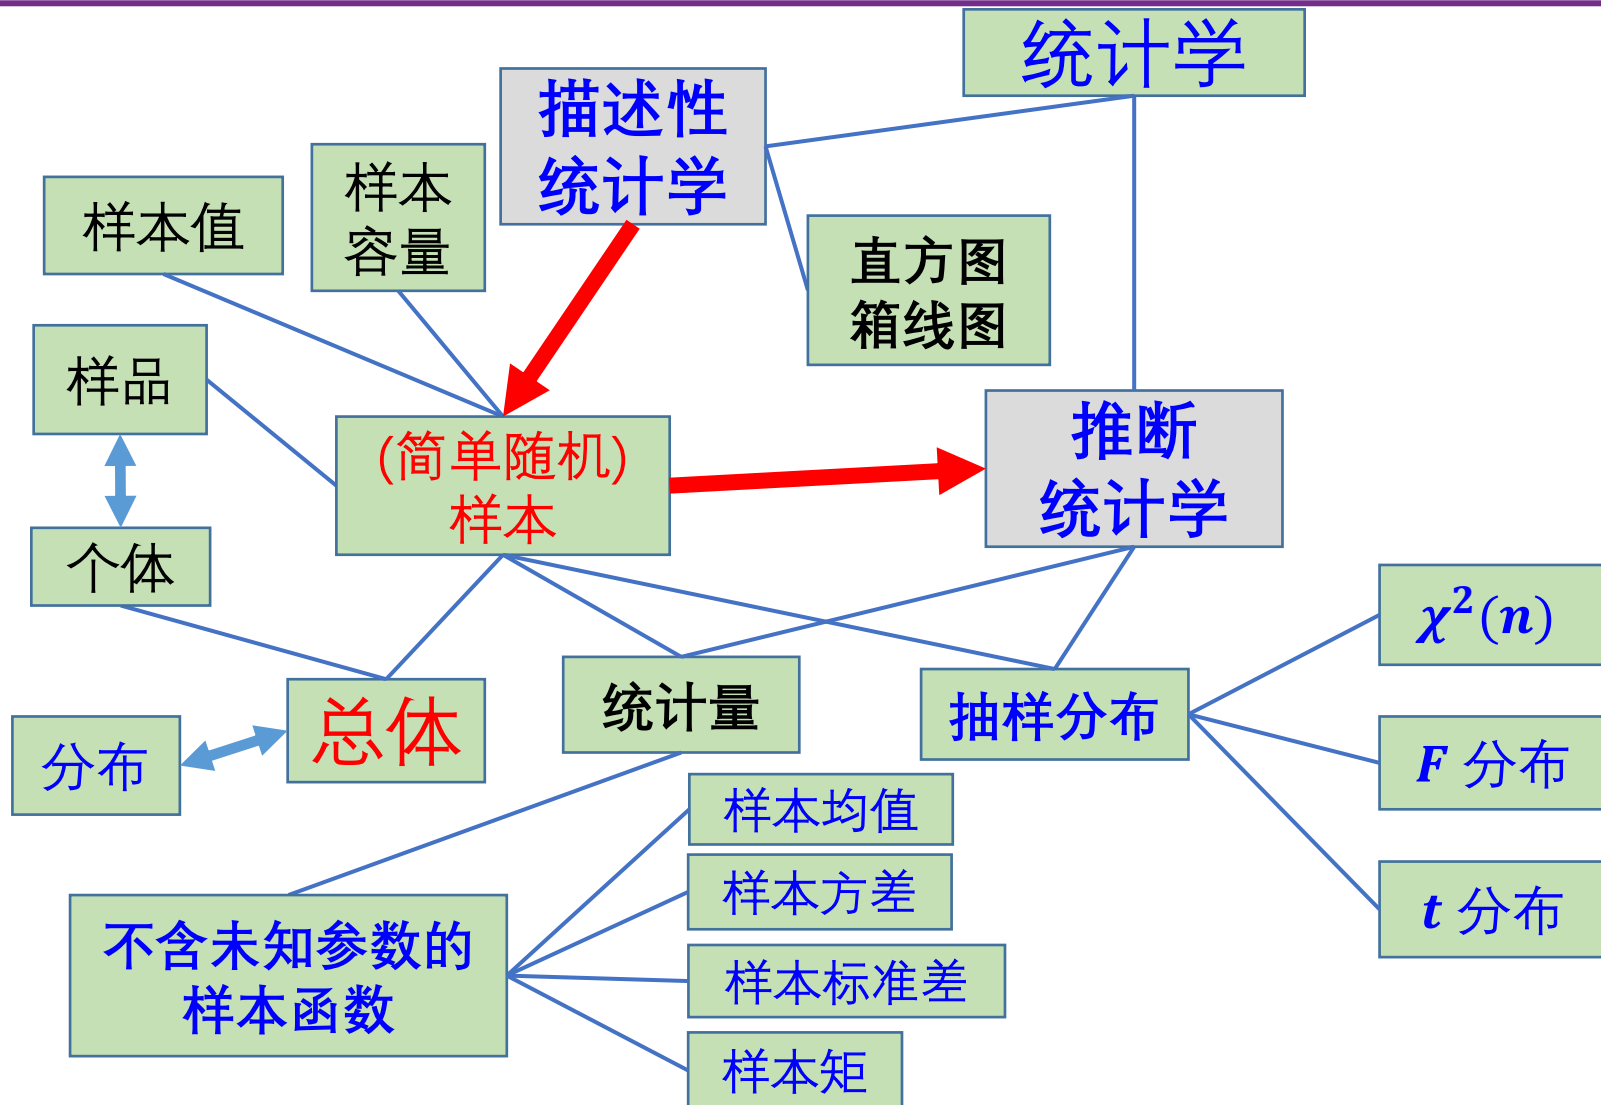 统计学
描述性
统计学
样本
容量
样本值
直方图
箱线图
样品
(简单随机)
样本
推断
统计学
个体
χ²(n)
总体
统计量
抽样分布
分布
F 分布
样本均值
样本方差
t 分布
不含未知参数的
样本函数
样本标准差
样本矩